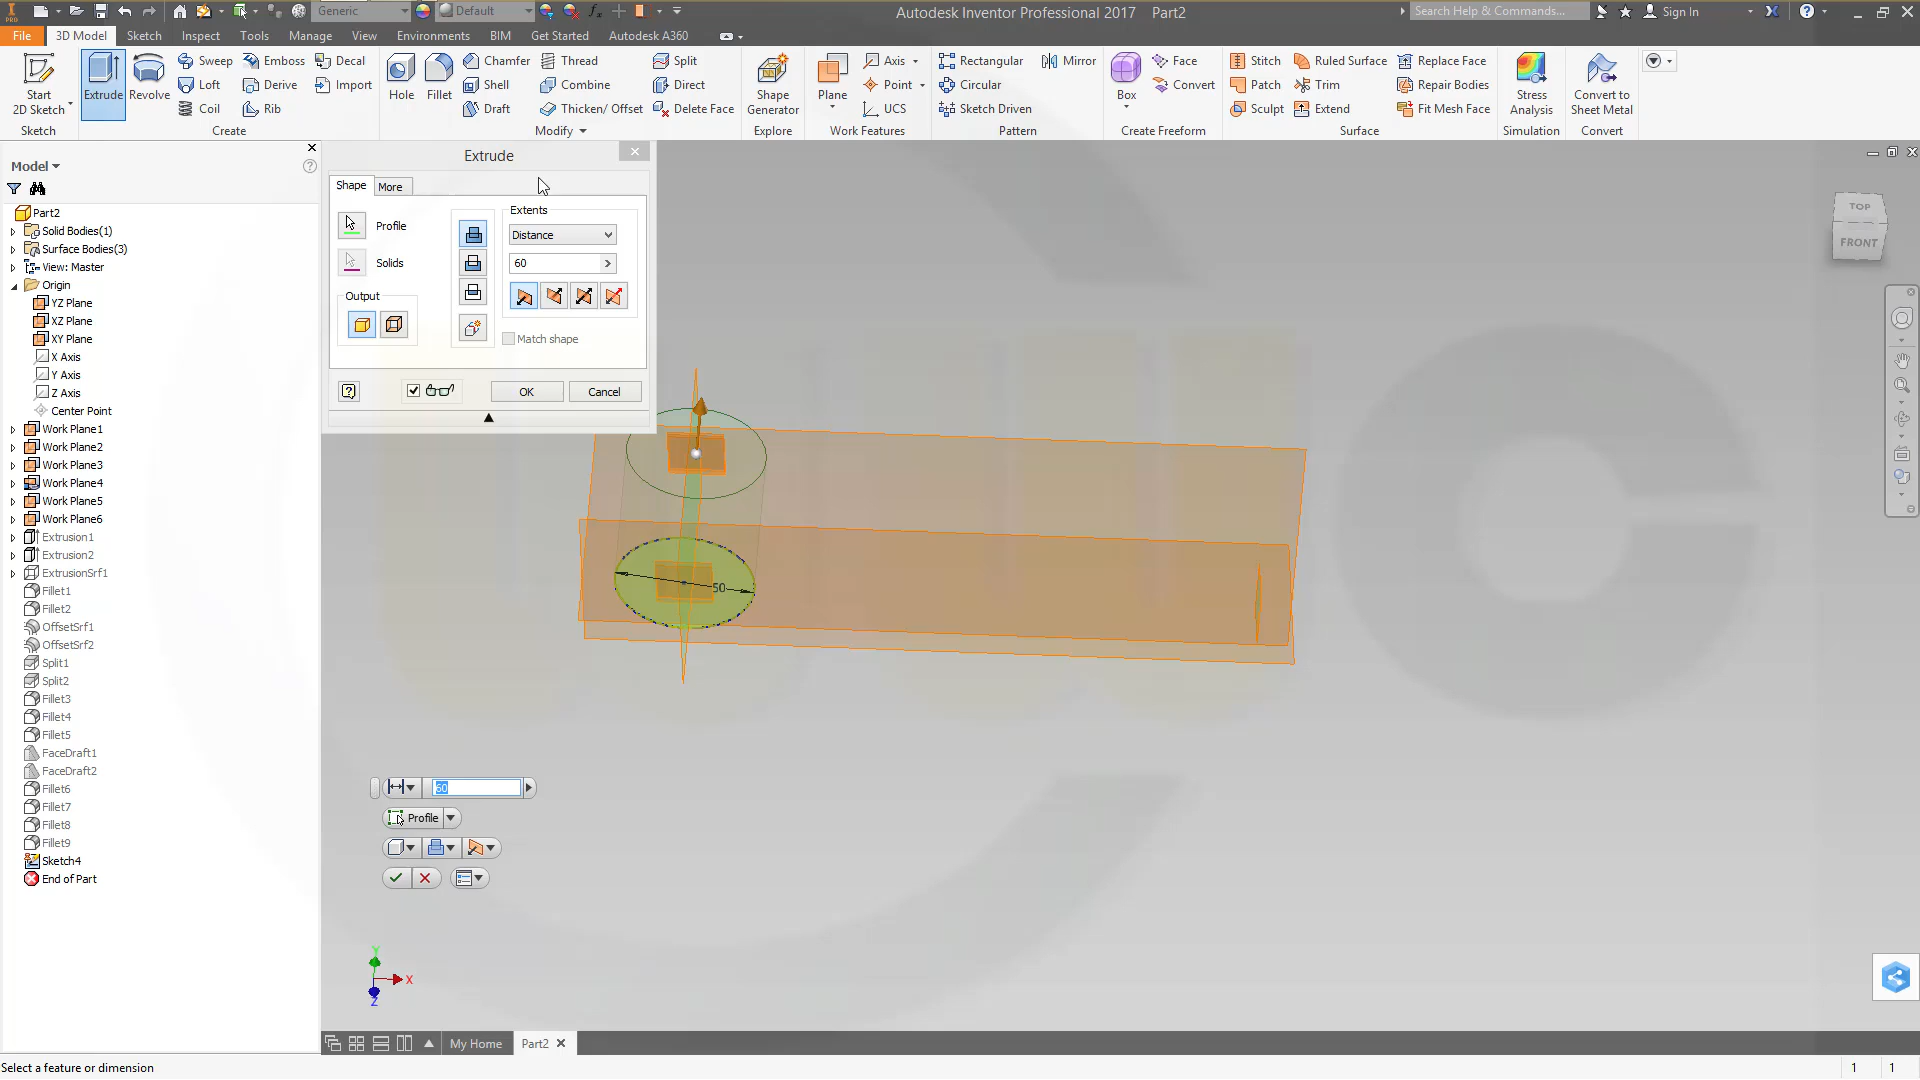 Generic
Default
Autodesk Inventor Professional 2017 Part2
Search Help & Commands...
Sign In
PRO
File
3D Model
Sketch
Inspect
Tools
Manage
View
Environments
BIM
Get Started
Autodesk A360
Start
2D Sketch
Sketch
Extrude
Revolve
Sweep
Loft
Coil
Emboss
Derive
Rib
Decal
Import
Create
Hole
Fillet
Chamfer
Shell
Draft
Thread
Combine
Thicken/ Offset
Split
Direct
Delete Face
Modify
Shape
Generator
Explore
Plane
Axis
Point
UCS
Work Features
Rectangular
Circular
Sketch Driven
Mirror
Pattern
Box
Face
Convert
Create Freeform
Stitch
Patch
Sculpt
Ruled Surface
Trim
Extend
Replace Face
Repair Bodies
Fit Mesh Face
Surface
Stress
Analysis
Simulation
Convert to
Sheet Metal
Convert
Model
Part2
Solid Bodies(1)
Surface Bodies(3)
View: Master
Origin
YZ Plane
XZ Plane
XY Plane
X Axis
Y Axis
Z Axis
Center Point
Work Plane1
Work Plane2
Work Plane3
Work Plane4
Work Plane5
Work Plane6
Extrusion1
Extrusion2
ExtrusionSrf1
Fillet1
Fillet2
OffsetSrf1
OffsetSrf2
Split1
Split2
Fillet3
Fillet4
Fillet5
FaceDraft1
FaceDraft2
Fillet6
Fillet7
Fillet8
Fillet9
Sketch4
End of Part
Extrude
Shape
More
Profile
Solids
Output
Extents
Distance
60
Match shape
OK
Cancel
TOP
FRONT
50
60
Profile
Y
X
Z
My Home
Part2
Select a feature or dimension
1
1